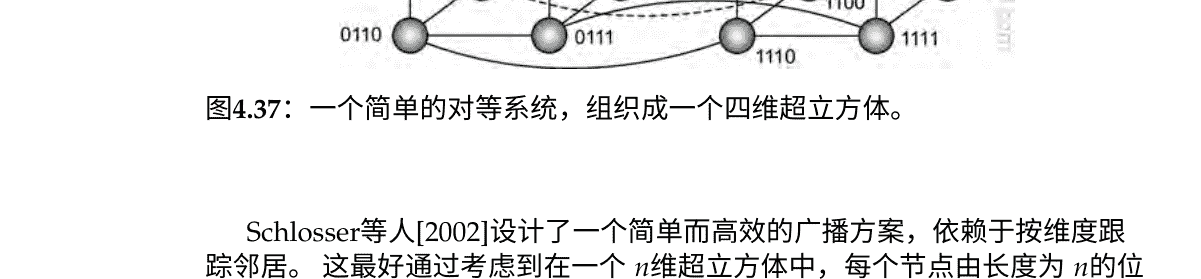 1100
0110
0111
1110
1111
图4.37：一个简单的对等系统，组织成一个四维超立方体。
Schlosser等人[2002]设计了一个简单而高效的广播方案，依赖于按维度跟
踪邻居。 这最好通过考虑到在一个 n维超立方体中，每个节点由长度为 n的位